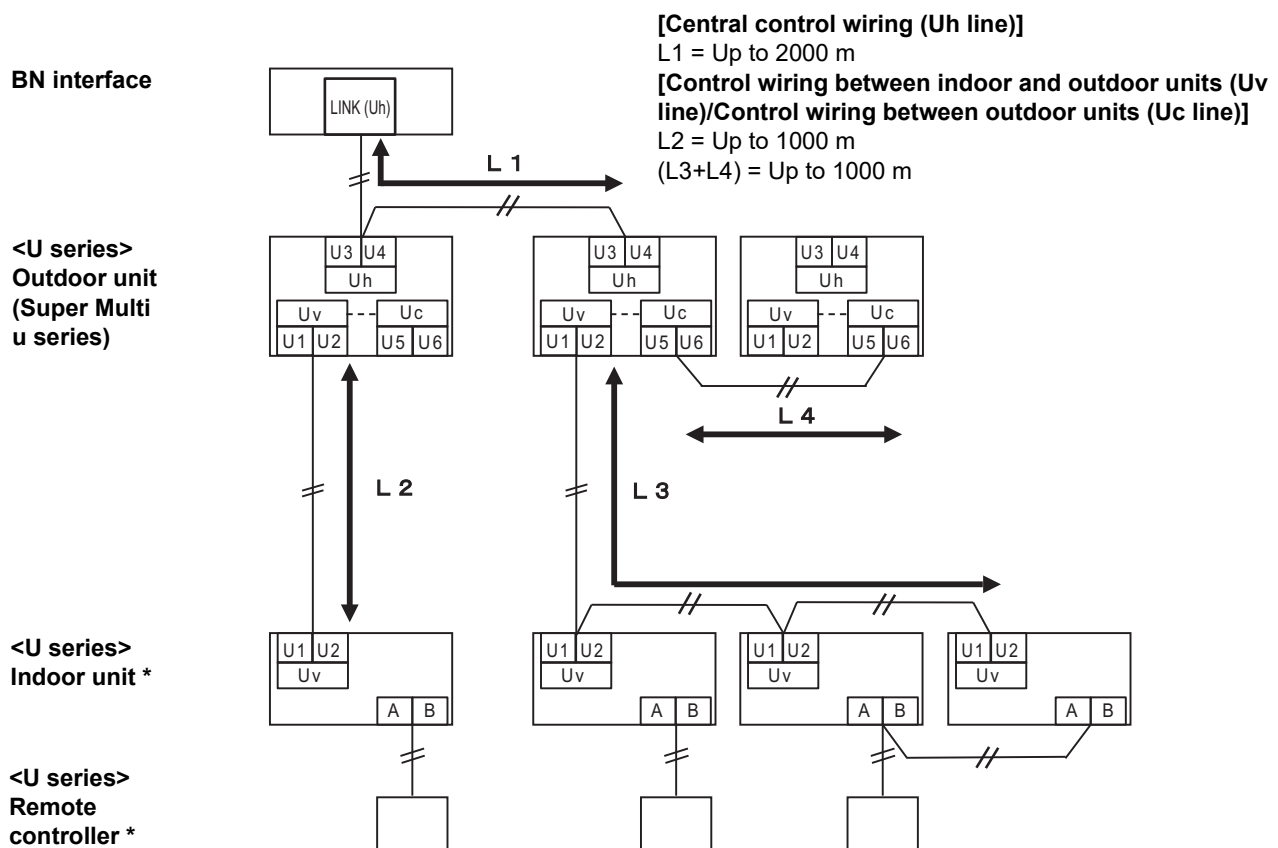 [Central control wiring (Uh line)]
L1 = Up to 2000 m
[Control wiring between indoor and outdoor units (Uv
line)/Control wiring between outdoor units (Uc line)]
L2 = Up to 1000 m
(L3+L4) = Up to 1000 m
BN interface
LINK (Uh)
L 1
<U series>
Outdoor unit
(Super Multi
u series)
U3 U4 U3 U4 U3 U4
Uh Uh Uh
Uv Uc Uv Uc Uv Uc
U1 U2 U5 U6 U1 U2 U5 U6 U1 U2 U5 U6
L 4
L 2
L 3
<U series>
Indoor unit *
U1 U2 U1 U2 U1 U2 U1 U2
Uv Uv Uv Uv
A B A B A B A B
<U series>
Remote
controller *